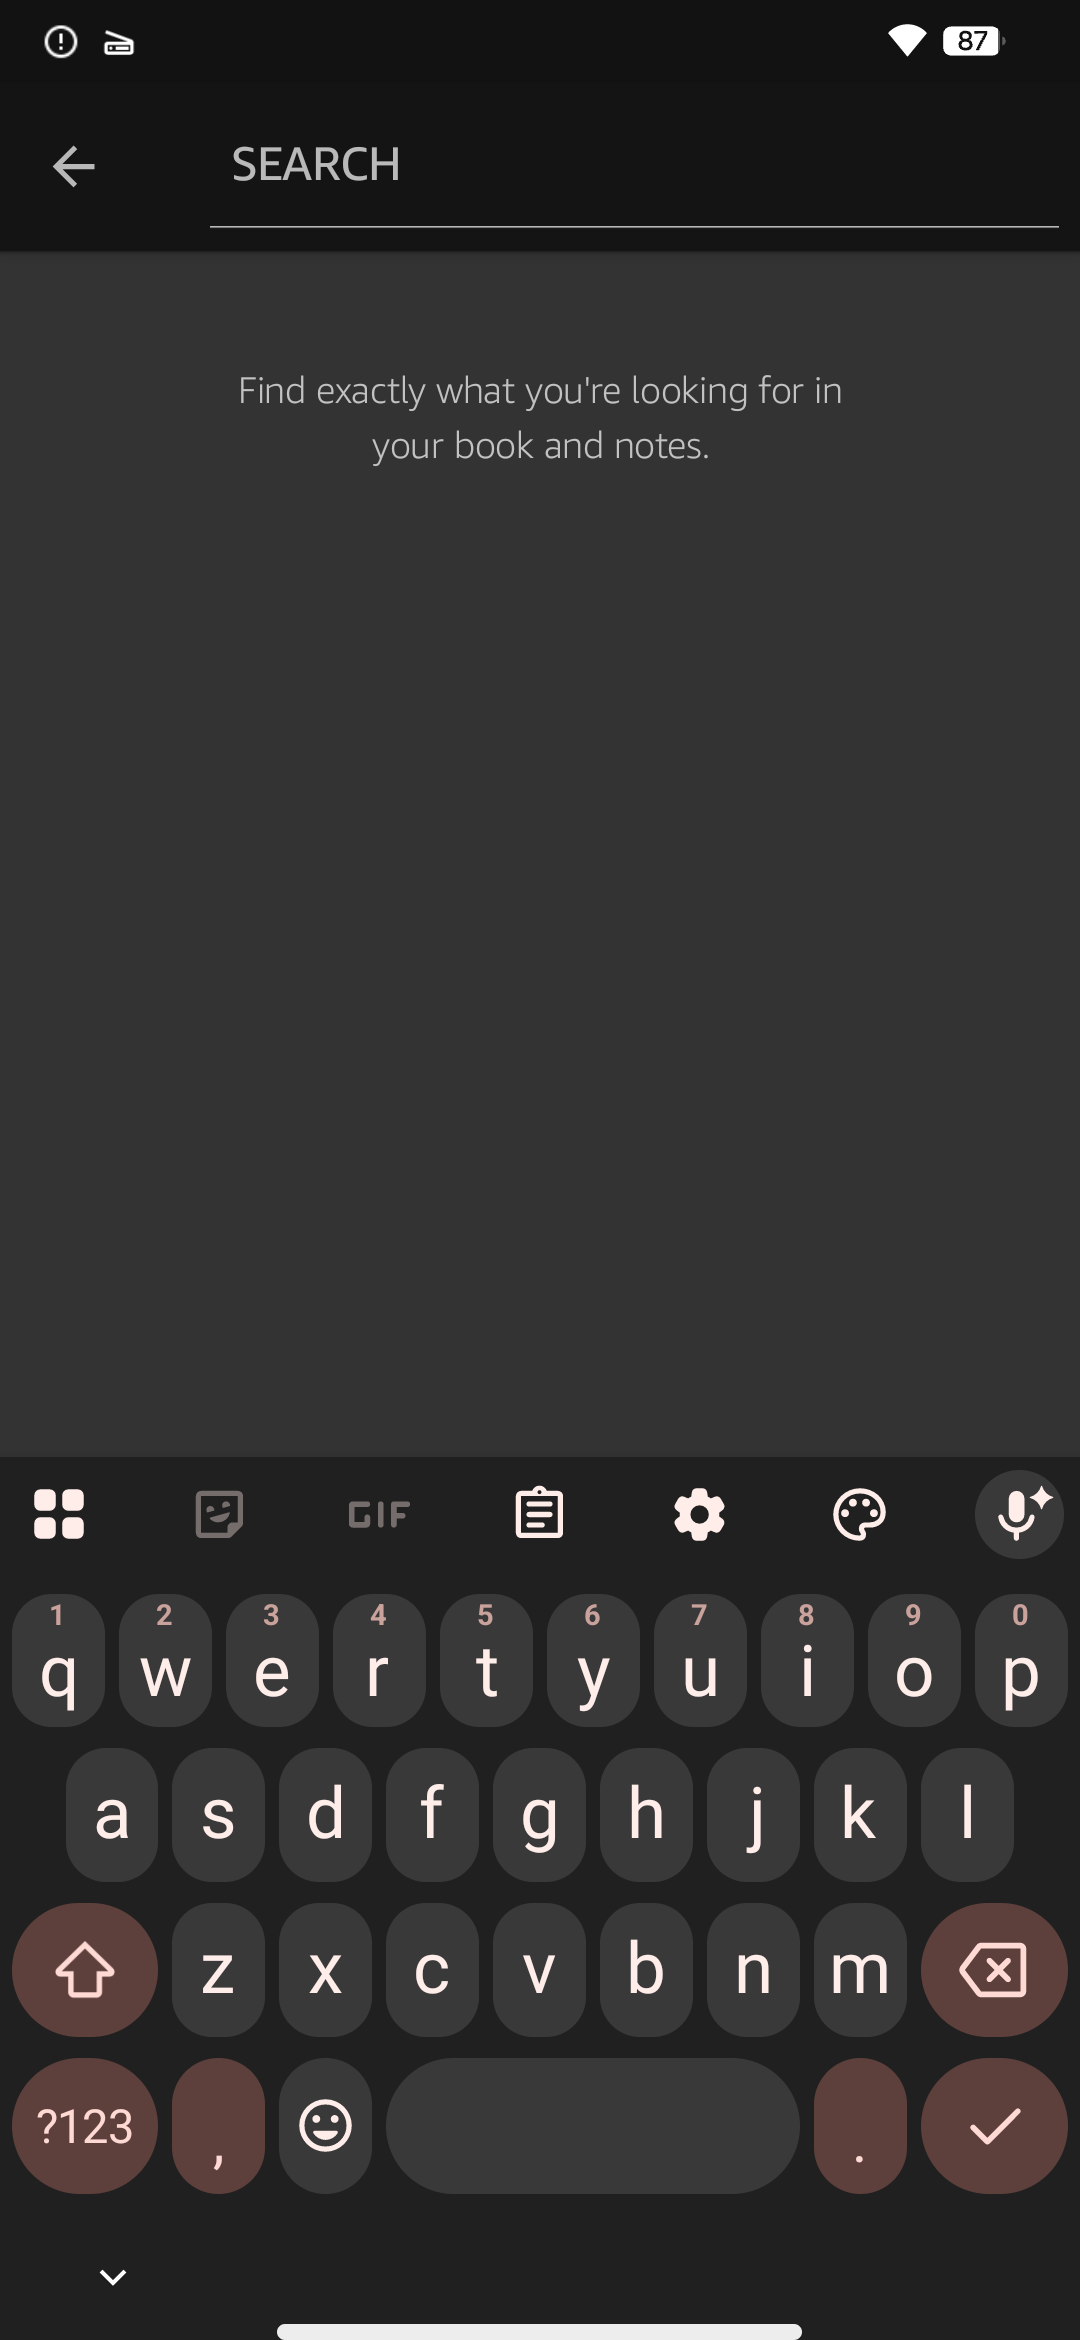 87
SEARCH
Find exactly what you're looking for in
your book and notes.
GIF
1 2 3 4 5 6 7 8 9 0
q w e r t y u i o p
a s d f g h j k l
z x c v b n m
?123 , .